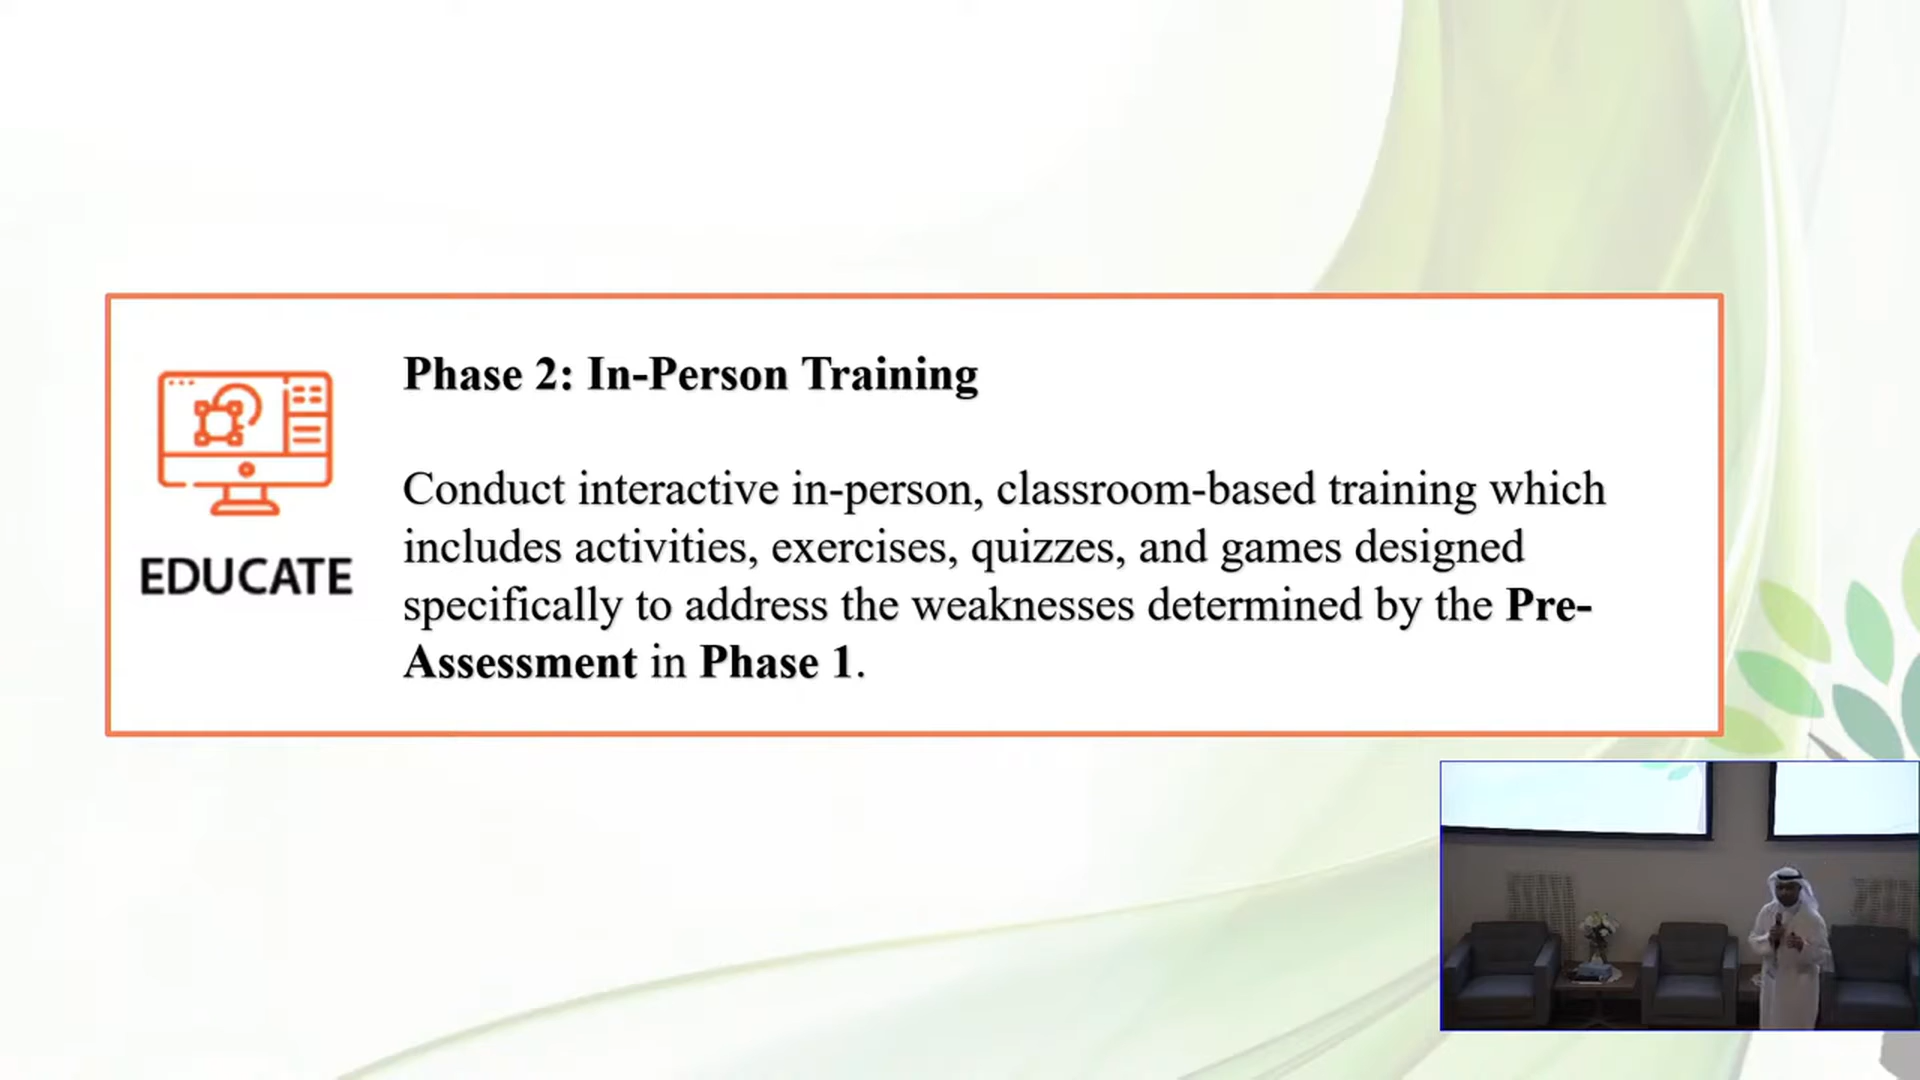 Phase 2: In-Person Training
Conduct interactive in-person, classroom-based training which
includes activities, exercises, quizzes, and games designed
specifically to address the weaknesses determined by the Pre-
Assessment in Phase 1.
EDUCATE